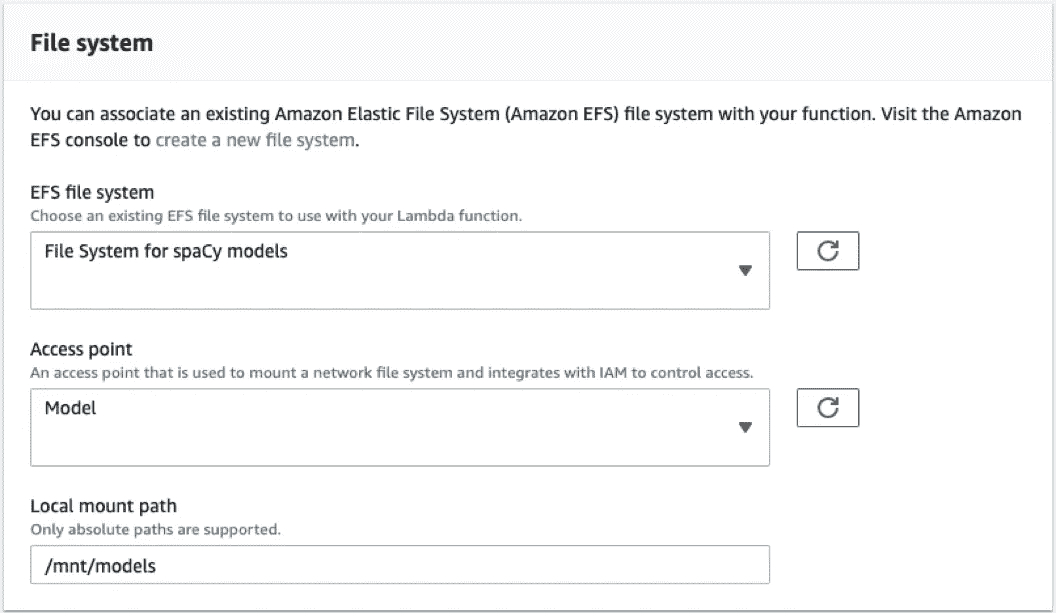 File system
You can associate an existing Amazon Elastic File System (Amazon EFS) file system with your function. Visit the Amazon
EFS console to create a new file system.
EFS file system
Choose an existing EFS file system to use with your Lambda function.
File System for spaCy models
Access point
An access point that is used to mount a network file system and integrates with IAM to control access.
Model
Local mount path
Only absolute paths are supported.
/mnt/models